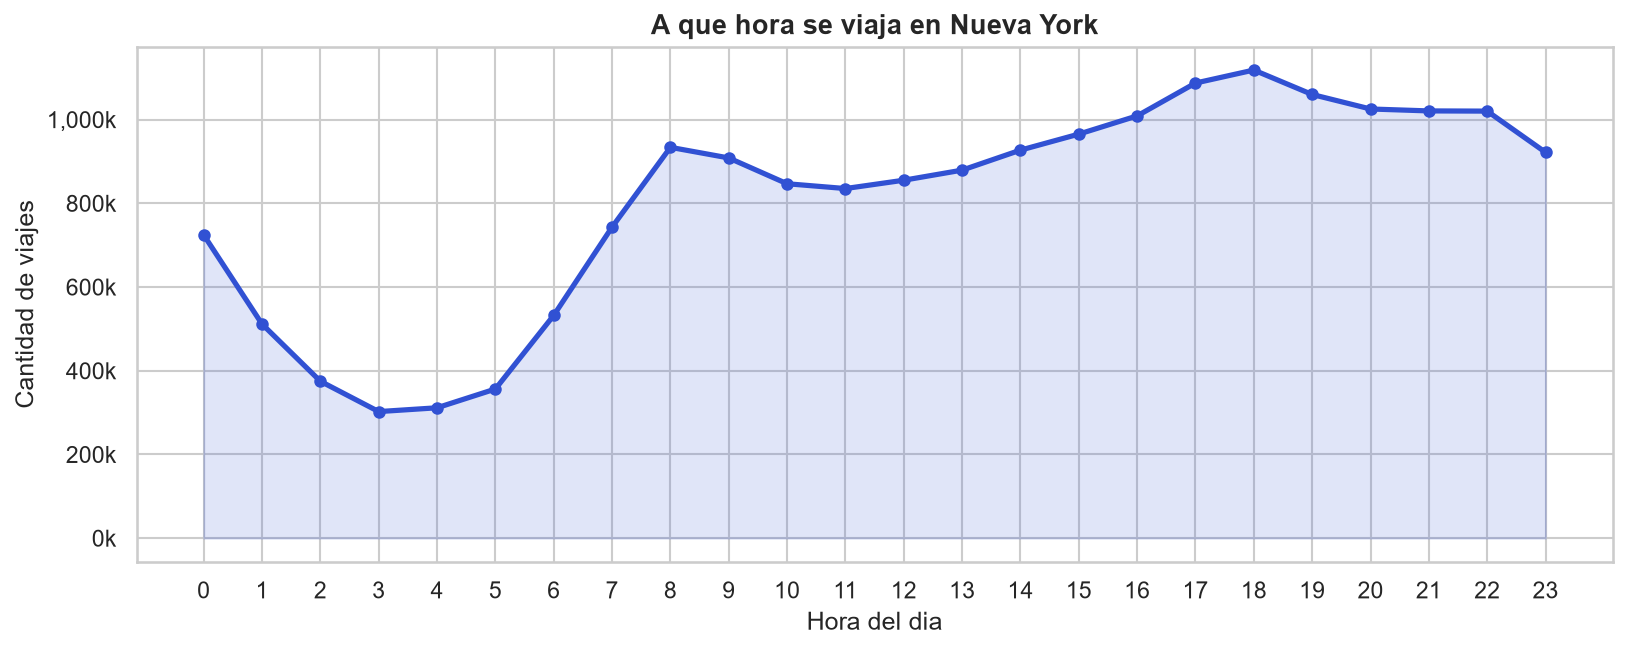 A que hora se viaja en Nueva York
Cantidad de viajes
1,000k
800k
600k
400k
200k
0k
0 1 2 3 4 5 6 7 8 9 10 11 12 13 14 15 16 17 18 19 20 21 22 23
Hora del dia